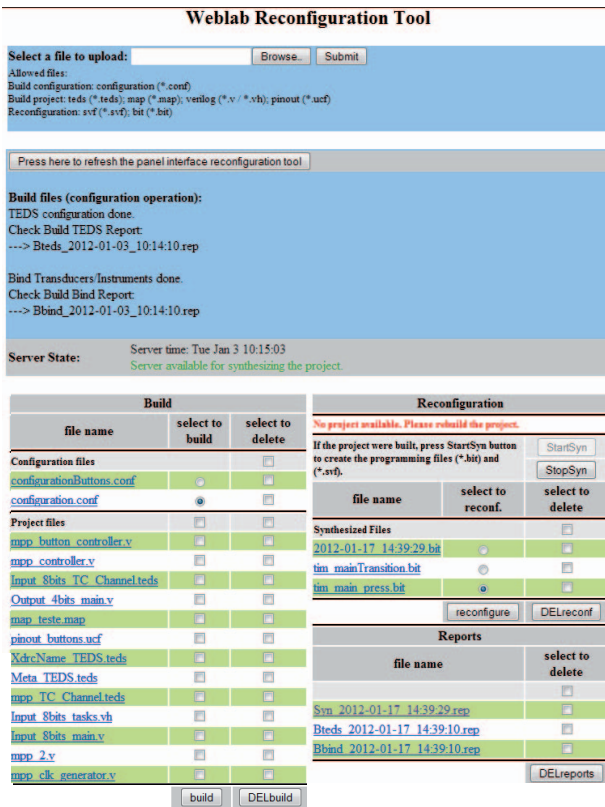 Weblab Reconfiguration Tool
Select a file to upload: Browse.. Submit
Allowed files:
Build configuration: configuration (*.conf)
Build project: teds (*.teds); map (*.map); verilog (*.v / *.vh); pinout (*.ucf)
Reconfiguration: svf (*.svf); bit (*.bit)
Press here to refresh the panel interface reconfiguration tool
Build files (configuration operation):
TEDS configuration done.
Check Build TEDS Report:
---> Bteds_2012-01-03_10:14:10.rep
Bind Transducers/Instruments done.
Check Build Bind Report:
---> Bbind_2012-01-03_10:14:10.rep
Server State:
Server time: Tue Jan 3 10:15:03
Server available for synthesizing the project.
Build
file name
select to build
select to delete
Configuration files
configurationButtons.conf
configuration.conf
Project files
mpp_button_controller.v
mpp_controller.v
Input_8bits_TC_Channel.teds
Output_4bits_main.v
map_teste.map
pinout_buttons.ucf
XdrcName_TEDS.teds
Meta_TEDS.teds
mpp_TC_Channel.teds
Input_8bits_tasks.vh
Input_8bits_main.v
mpp_2.v
mpp_clk_generator.v
build DELbuild
Reconfiguration
No project available. Please rebuild the project.
If the project were built, press StartSyn button
to create the programming files (*.bit) and
(*.svf).
StartSyn
StopSyn
file name
select to reconf.
select to delete
Synthesized Files
2012-01-17_14:39:29.bit
tim_mainTransition.bit
tim_main_press.bit
reconfigure DELreconf
Reports
file name
select to delete
Syn_2012-01-17_14:39:29.rep
Bteds_2012-01-17_14:39:10.rep
Bbind_2012-01-17_14:39:10.rep
DELreports